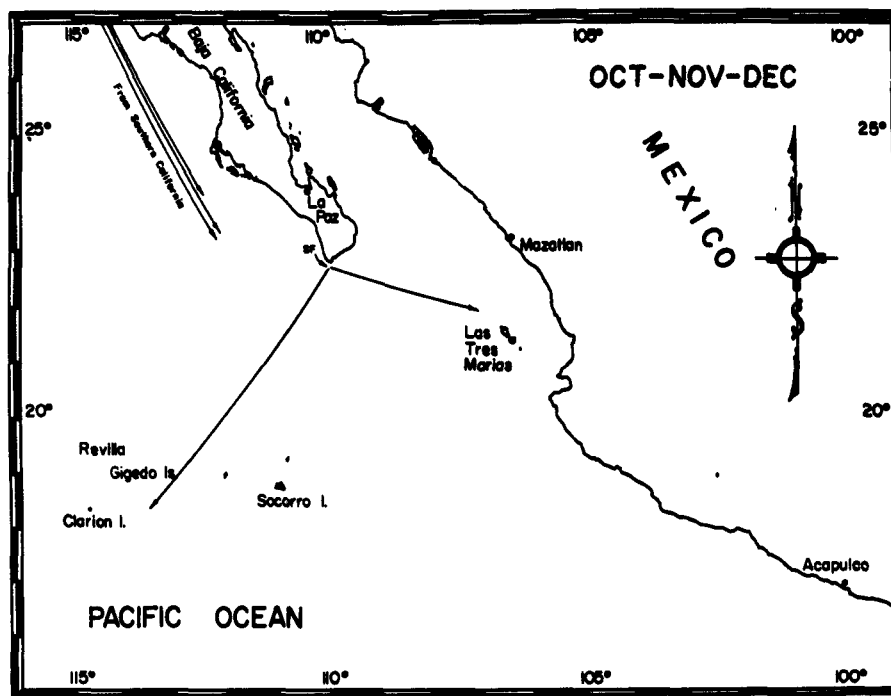 115°
110°
105°
100°
Baja
California
OCT-NOV-DEC
25°
25°
From Southern California
MEXICO
La
Paz
Mazatlan
Las
Tres
Marias
S
20°
20°
Revilla
Gigedo Is.
Socorro I.
Clarion I.
Acapulco
PACIFIC OCEAN
115°
110°
105°
100°